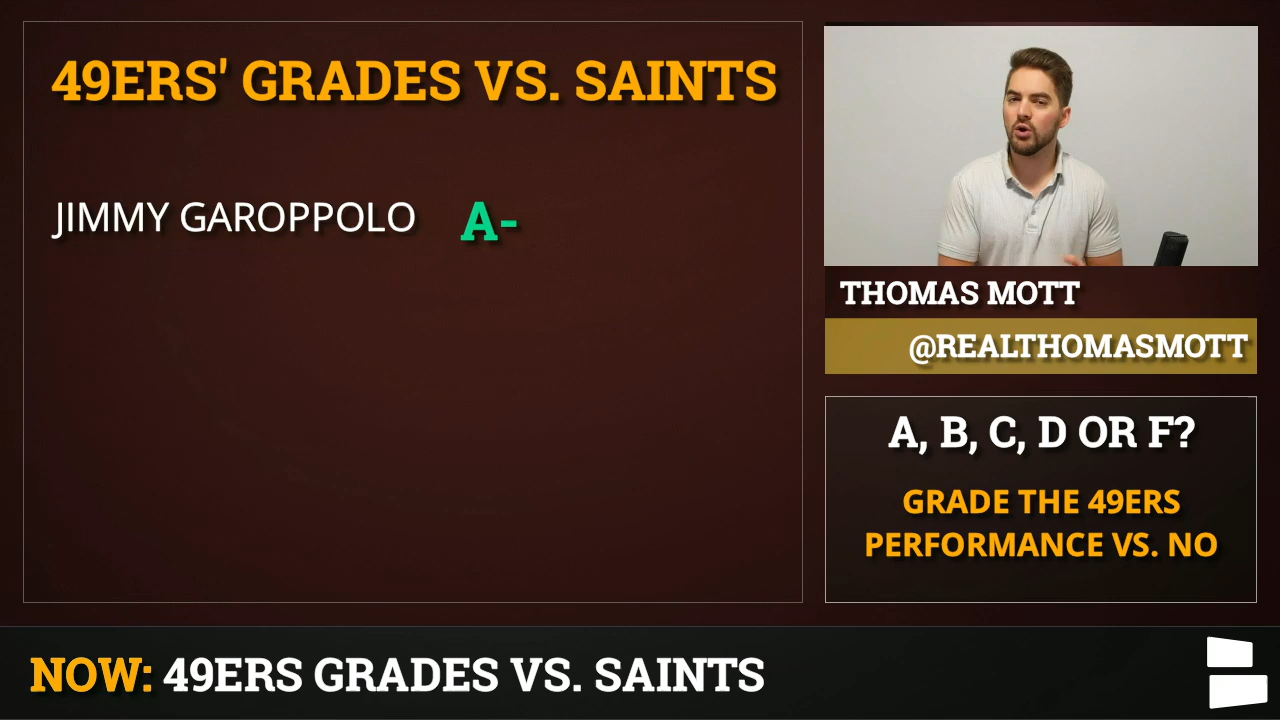 49ERS' GRADES VS. SAINTS
JIMMY GAROPPOLO A-
THOMAS MOTT
@REALTHOMASMOTT
A, B, C, D OR F?
GRADE THE 49ERS
PERFORMANCE VS. NO
NOW: 49ERS GRADES VS. SAINTS